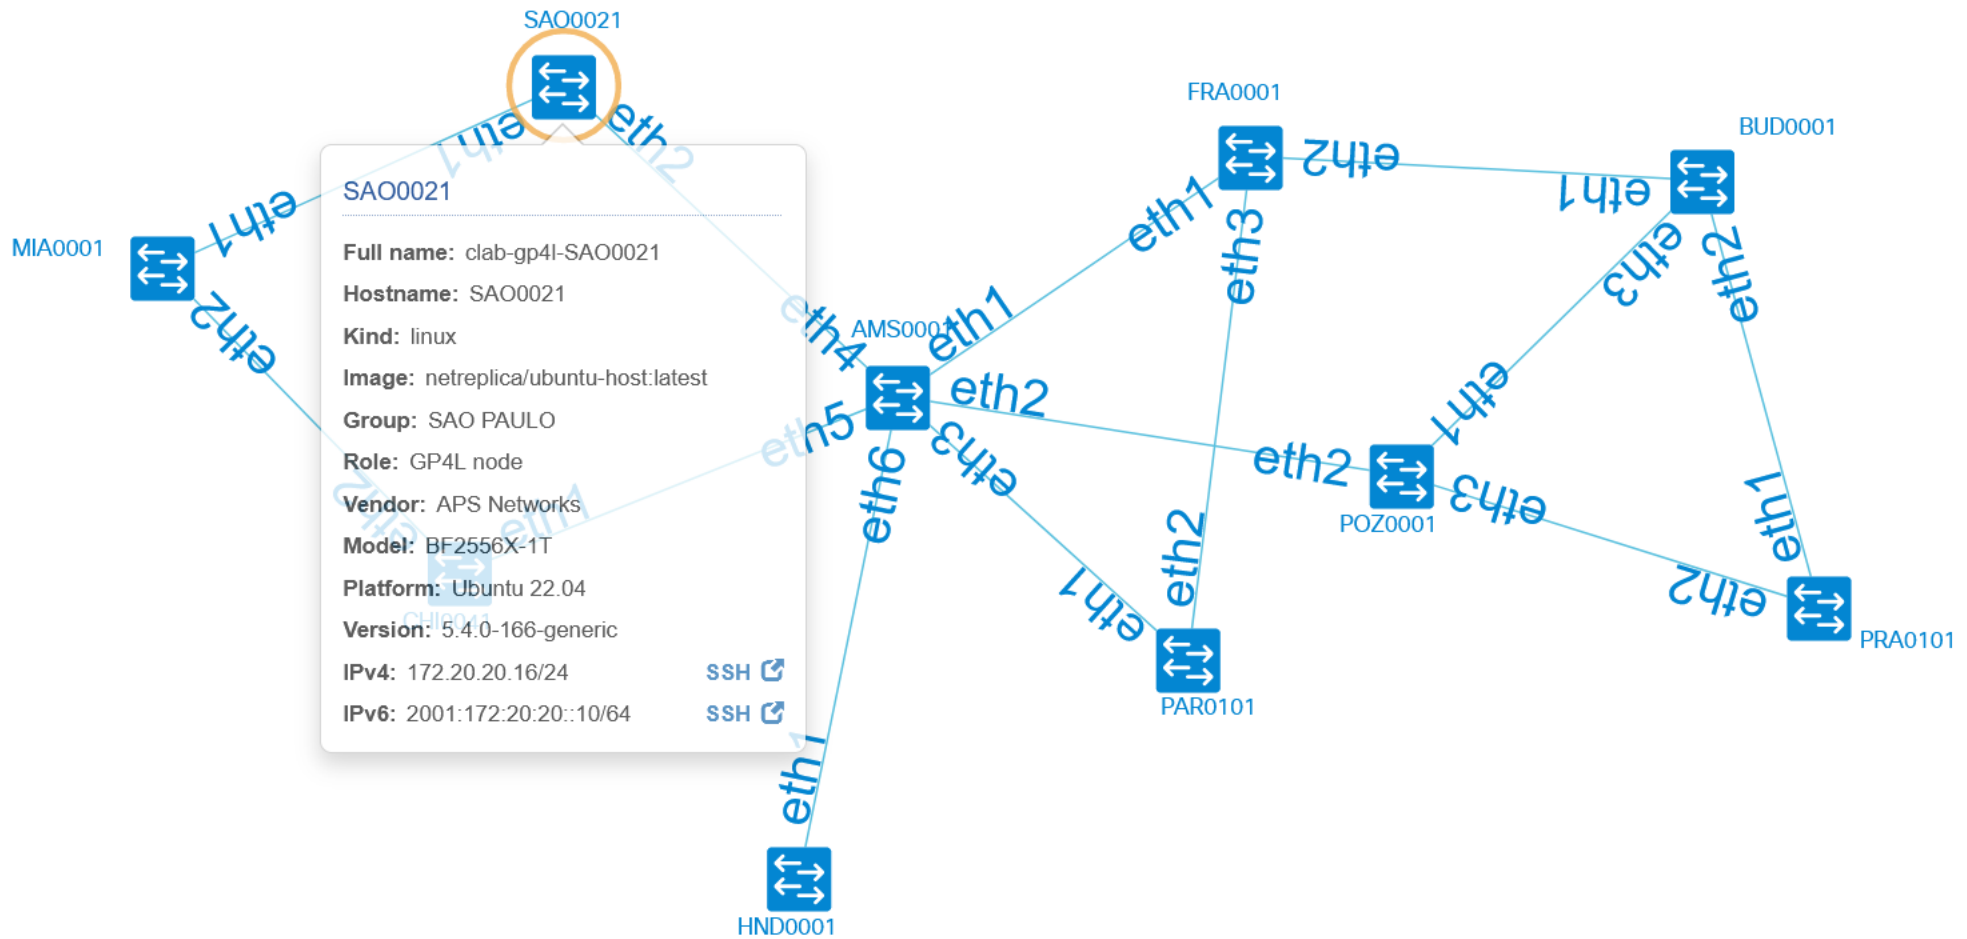 SAO0021
FRA0001
BUD0001
eth1
eth2
eth2
eth1
eth1
eth1
eth3
eth3
eth2
MIA0001
eth2
SAO0021
Full name: clab-gp4l-SAO0021
Hostname: SAO0021
Kind: linux
Image: netreplica/ubuntu-host:latest
Group: SAO PAULO
Role: GP4L node
Vendor: APS Networks
Model: BF2556X-1T
Platform: Ubuntu 22.04
Version: 5.4.0-166-generic
IPv4: 172.20.20.16/24 SSH
IPv6: 2001:172:20:20::10/64 SSH
eth2
eth1
CHI0041
eth4
AMS0001
eth1
eth2
eth5
eth3
eth6
eth1
eth2
eth3
POZ0001
eth1
eth2
PRA0101
eth2
eth1
PAR0101
eth1
HND0001